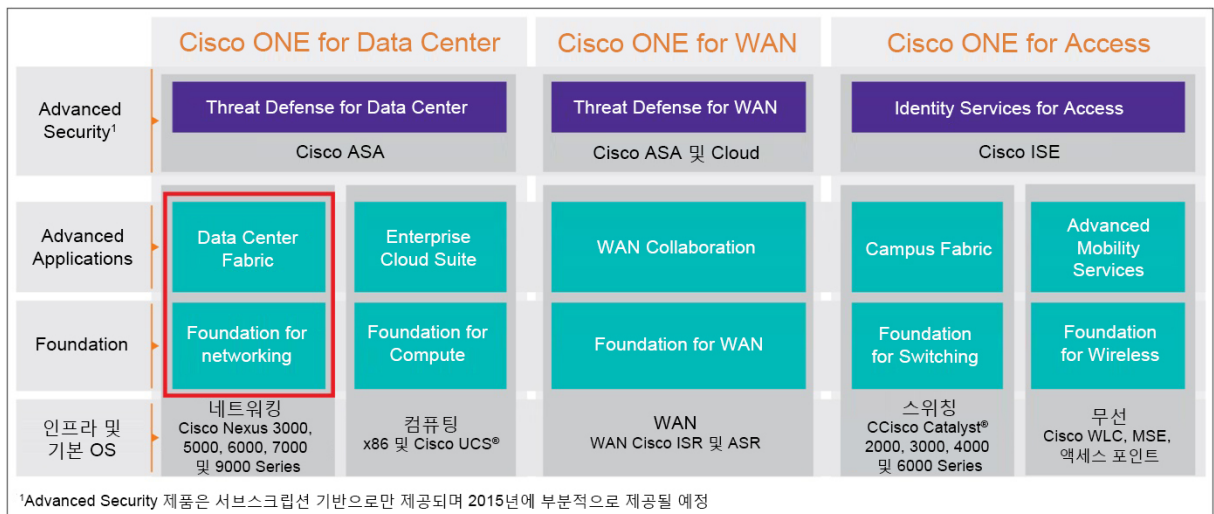 Cisco ONE for Data Center
Cisco ONE for WAN
Cisco ONE for Access
Advanced
Security¹
Threat Defense for Data Center
Cisco ASA
Threat Defense for WAN
Cisco ASA 및 Cloud
Identity Services for Access
Cisco ISE
Advanced
Applications
Data Center
Fabric
Enterprise
Cloud Suite
WAN Collaboration
Campus Fabric
Advanced
Mobility
Services
Foundation
Foundation for
networking
Foundation for
Compute
Foundation for WAN
Foundation
for Switching
Foundation
for Wireless
인프라 및
기본 OS
네트워킹
Cisco Nexus 3000,
5000, 6000, 7000
및 9000 Series
컴퓨팅
x86 및 Cisco UCS®
WAN
WAN Cisco ISR 및 ASR
스위칭
CCisco Catalyst®
2000, 3000, 4000
및 6000 Series
무선
Cisco WLC, MSE,
액세스 포인트
¹Advanced Security 제품은 서브스크립션 기반으로만 제공되며 2015년에 부분적으로 제공될 예정